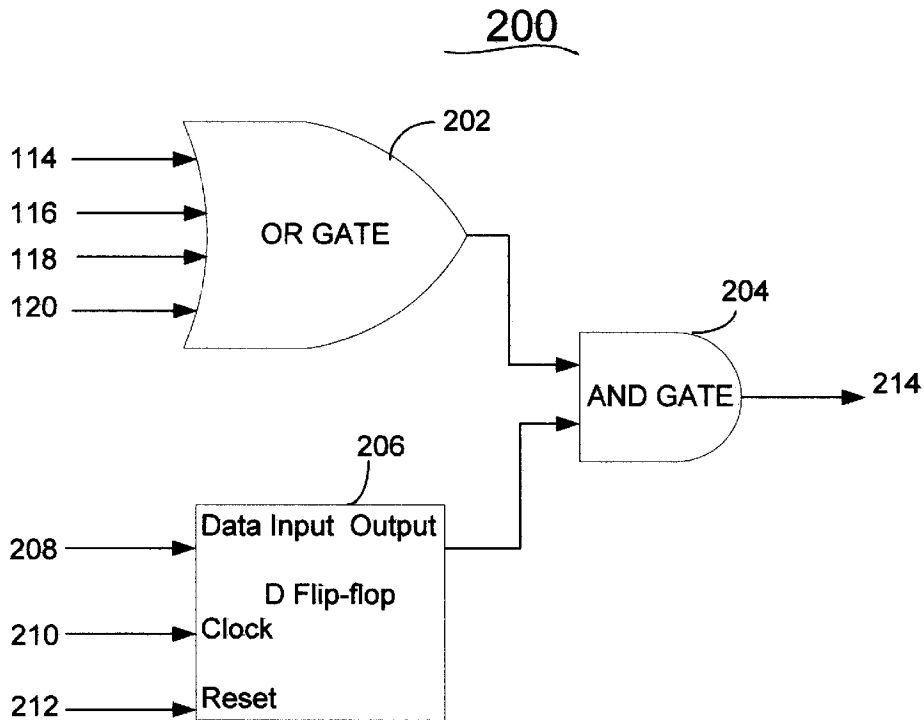 200
202
114
116
118
120
OR GATE
204
AND GATE
214
206
Data Input Output
208
D Flip-flop
210
Clock
212
Reset